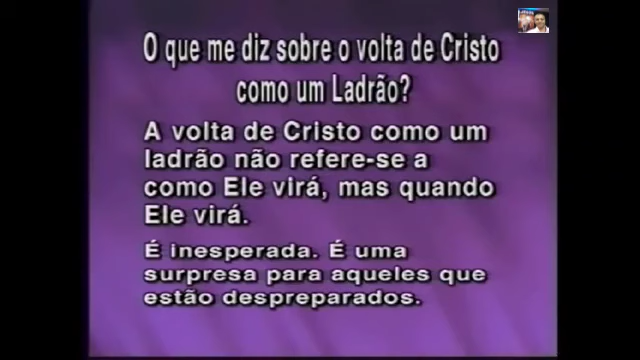 O que me diz sobre o volta de Cristo
como um Ladrão?
A volta de Cristo como um
ladrão não refere-se a
como Ele virá, mas quando
Ele virá.
É inesperada. É uma
surpresa para aqueles que
estão despreparados.